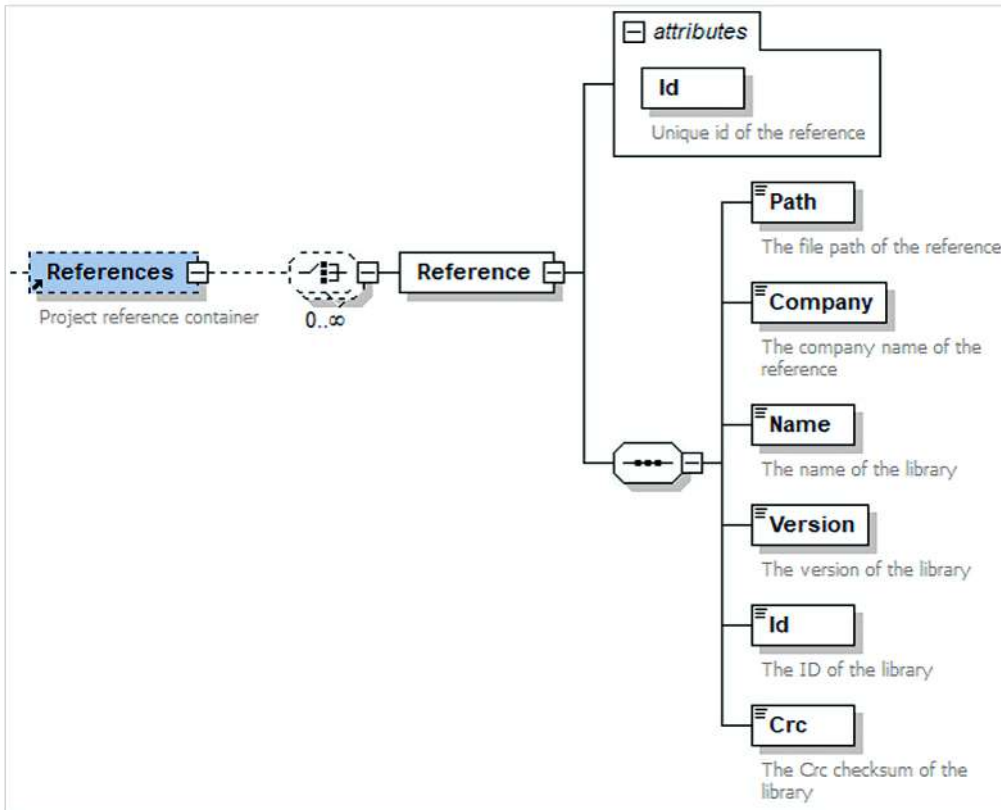 attributes
Id
Unique id of the reference
References
Project reference container
0..∞
Reference
Path
The file path of the reference
Company
The company name of the
reference
Name
The name of the library
Version
The version of the library
Id
The ID of the library
Crc
The Crc checksum of the
library